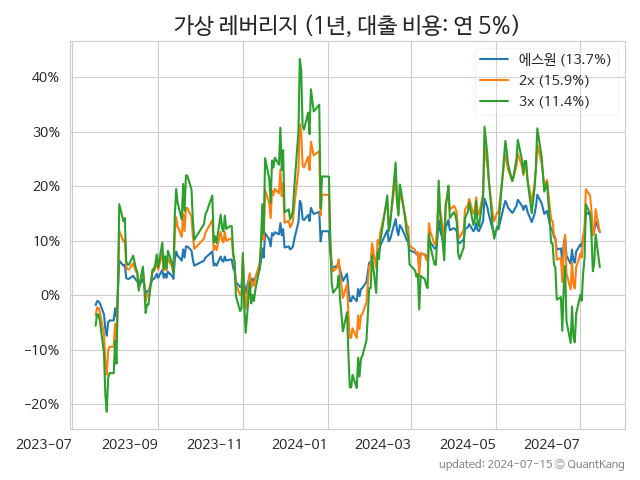 가상 레버리지 (1년, 대출 비용: 연 5%)
에스원 (13.7%)
2x (15.9%)
3x (11.4%)
40%
30%
20%
10%
0%
−10%
−20%
2023-07
2023-09
2023-11
2024-01
2024-03
2024-05
2024-07
updated: 2024-07-15 © QuantKang